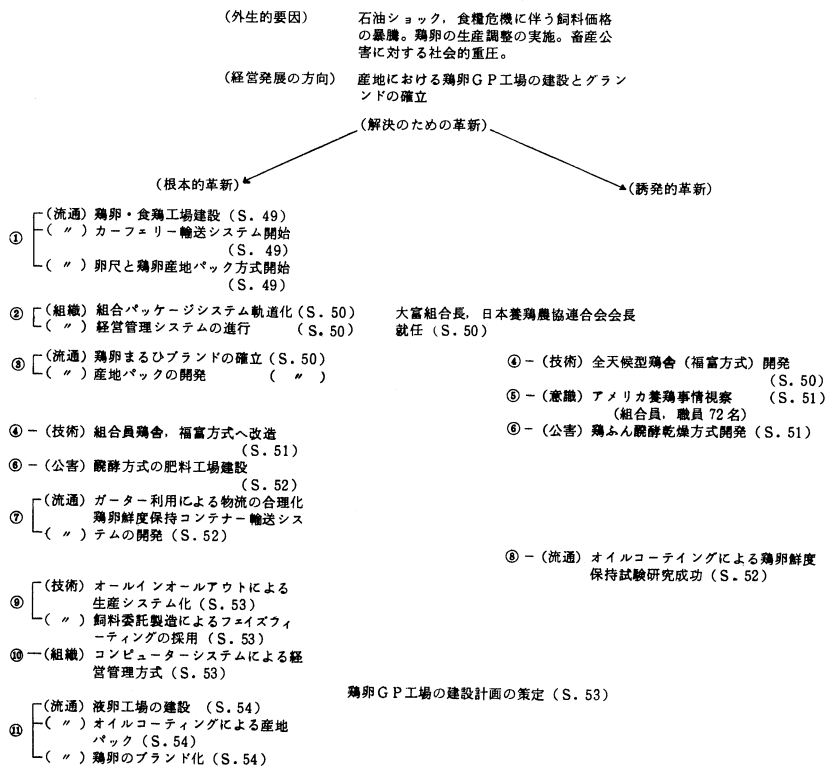 (外生的要因) 石油ショック,食糧危機に伴う飼料価格
の暴騰。鶏卵の生産調整の実施。畜産公
害に対する社会的重圧。
(経営発展の方向) 産地における鶏卵GP工場の建設とグラン
ンドの確立
(解決のための革新)
(根本的革新)
(誘発的革新)
① (流通) 鶏卵・食鶏工場建設 (S. 49)
( 〃 ) カーフェリー輸送システム開始
(S. 49)
( 〃 ) 卵尺と鶏卵産地パック方式開始
(S. 49)
② (組織) 組合パッケージシステム軌道化 (S. 50)
( 〃 ) 経営管理システムの進行 (S. 50)
大富組合長,日本養鶏農協連合会会長
就任 (S. 50)
③ (流通) 鶏卵まるひブランドの確立 (S. 50)
( 〃 ) 産地パックの開発 ( 〃 )
④-(技術) 全天候型鶏舎 (福富方式) 開発
(S. 50)
⑤-(意識) アメリカ養鶏事情視察 (S. 51)
(組合員,職員72名)
⑥-(公害) 鶏ふん醗酵乾燥方式開発 (S. 51)
④-(技術) 組合員鶏舎,福富方式へ改造
(S. 51)
⑥-(公害) 醗酵方式の肥料工場建設
(S. 52)
⑦ (流通) ガーター利用による物流の合理化
鶏卵鮮度保持コンテナー輸送シス
( 〃 ) テムの開発 (S. 52)
⑧-(流通) オイルコーテイングによる鶏卵鮮度
保持試験研究成功 (S. 52)
⑨ (技術) オールインオールアウトによる
生産システム化 (S. 53)
( 〃 ) 飼料委託製造によるフェイズフィ
ーティングの採用 (S. 53)
⑩-(組織) コンピューターシステムによる経
営管理方式 (S. 53)
鶏卵GP工場の建設計画の策定 (S. 53)
⑪ (流通) 液卵工場の建設 (S. 54)
( 〃 ) オイルコーティングによる産地
パック (S. 54)
( 〃 ) 鶏卵のブランド化 (S. 54)